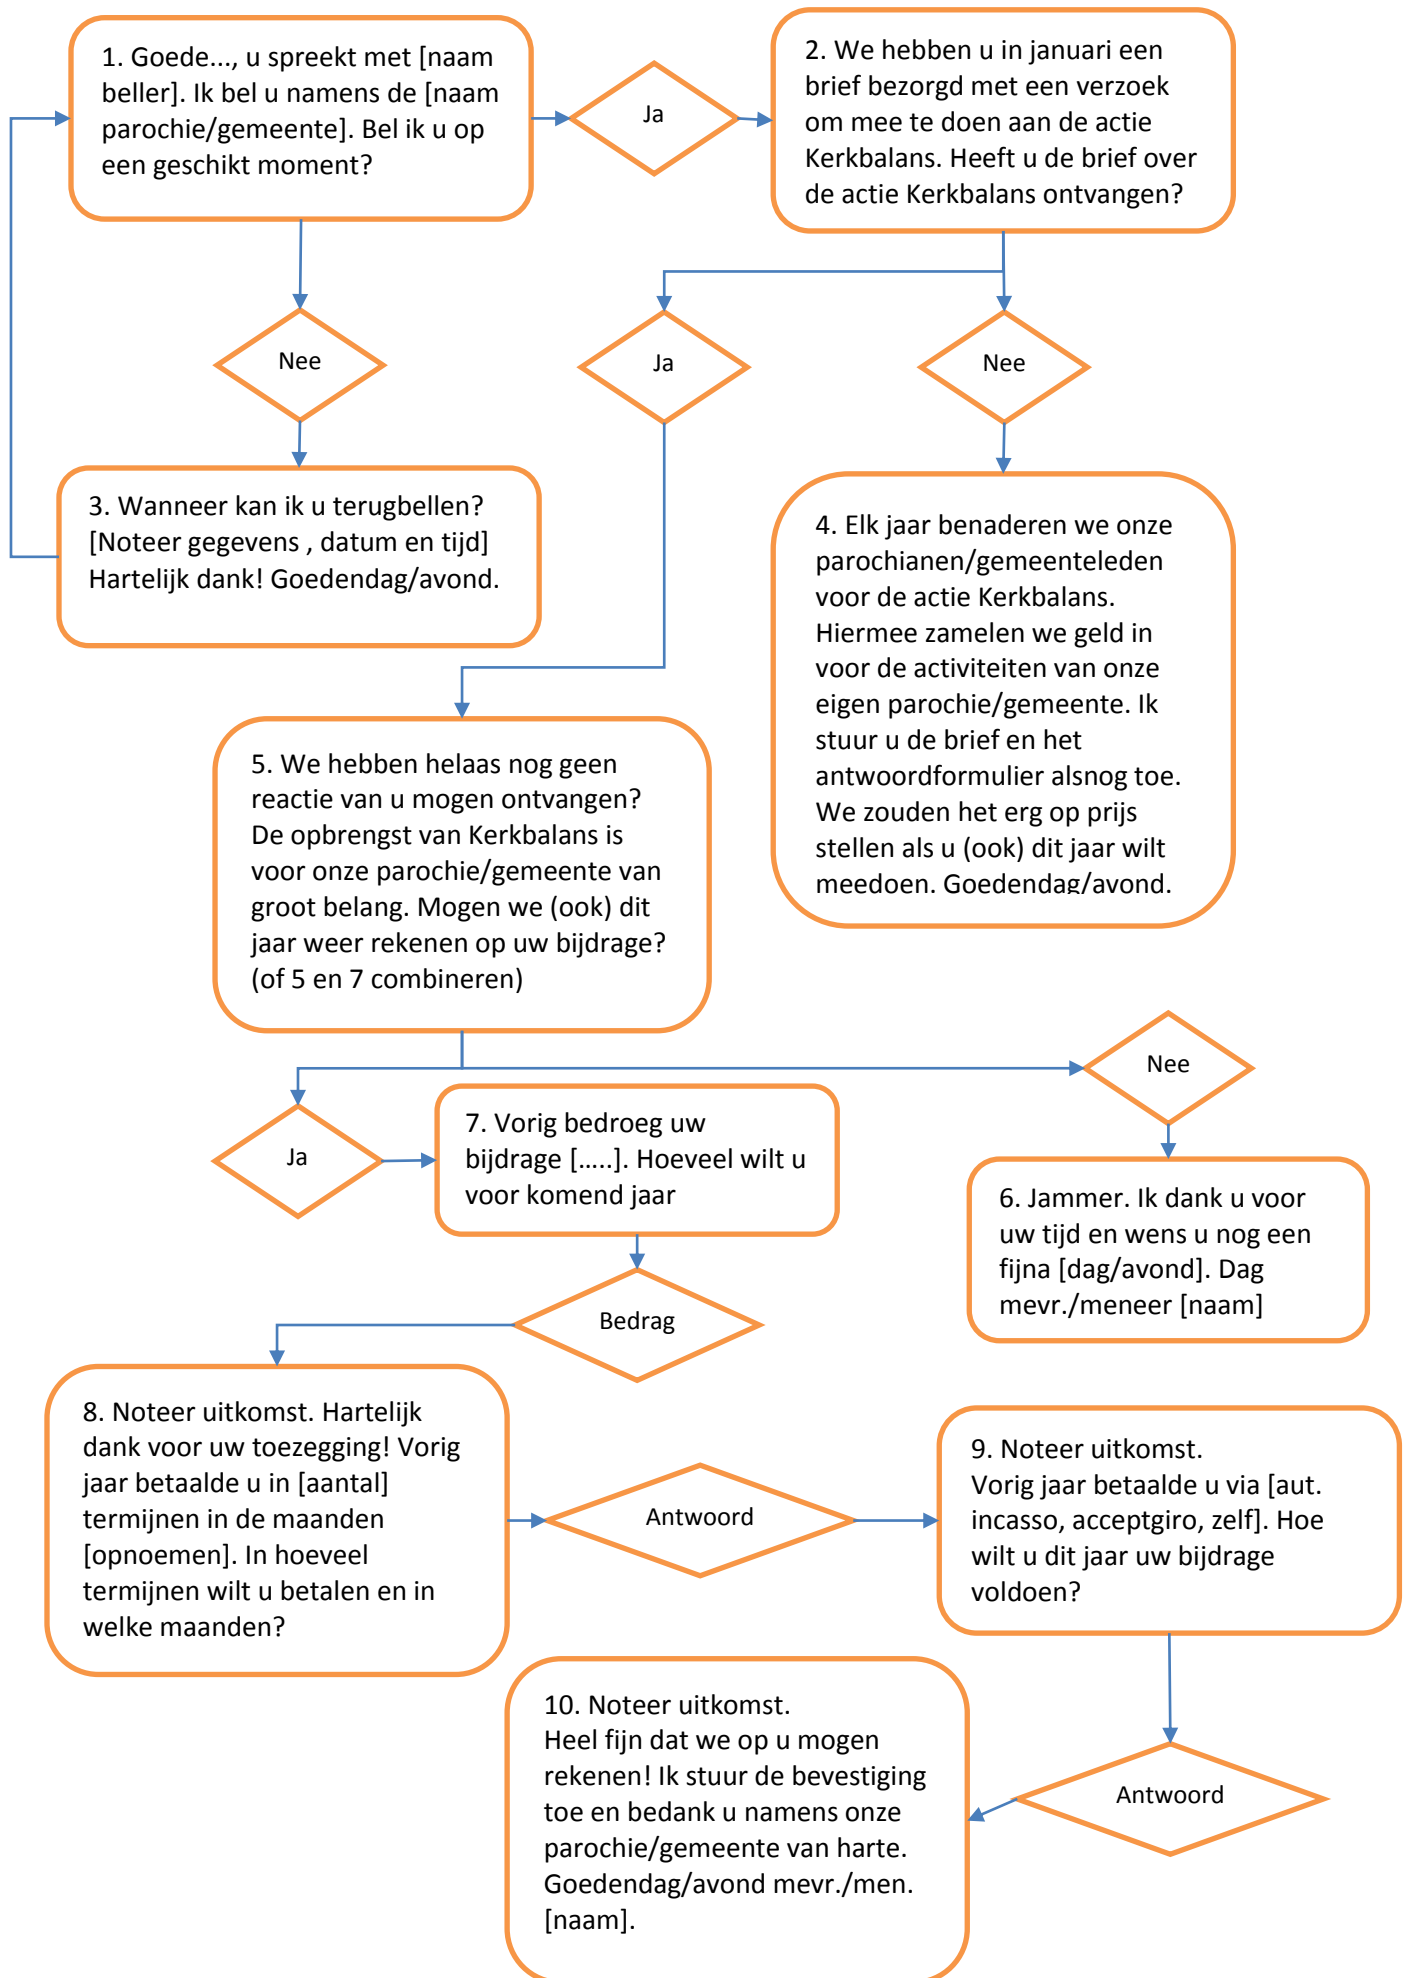 1. Goede..., u spreekt met [naam
beller]. Ik bel u namens de [naam
parochie/gemeente]. Bel ik u op
een geschikt moment?
Ja
2. We hebben u in januari een
brief bezorgd met een verzoek
om mee te doen aan de actie
Kerkbalans. Heeft u de brief over
de actie Kerkbalans ontvangen?
Nee
Ja
Nee
3. Wanneer kan ik u terugbellen?
[Noteer gegevens , datum en tijd]
Hartelijk dank! Goedendag/avond.
4. Elk jaar benaderen we onze
parochianen/gemeenteleden
voor de actie Kerkbalans.
Hiermee zamelen we geld in
voor de activiteiten van onze
eigen parochie/gemeente. Ik
stuur u de brief en het
antwoordformulier alsnog toe.
We zouden het erg op prijs
stellen als u (ook) dit jaar wilt
meedoen. Goedendag/avond.
5. We hebben helaas nog geen
reactie van u mogen ontvangen?
De opbrengst van Kerkbalans is
voor onze parochie/gemeente van
groot belang. Mogen we (ook) dit
jaar weer rekenen op uw bijdrage?
(of 5 en 7 combineren)
Nee
Ja
7. Vorig bedroeg uw
bijdrage [.....]. Hoeveel wilt u
voor komend jaar
6. Jammer. Ik dank u voor
uw tijd en wens u nog een
fijna [dag/avond]. Dag
mevr./meneer [naam]
Bedrag
8. Noteer uitkomst. Hartelijk
dank voor uw toezegging! Vorig
jaar betaalde u in [aantal]
termijnen in de maanden
[opnoemen]. In hoeveel
termijnen wilt u betalen en in
welke maanden?
Antwoord
9. Noteer uitkomst.
Vorig jaar betaalde u via [aut.
incasso, acceptgiro, zelf]. Hoe
wilt u dit jaar uw bijdrage
voldoen?
10. Noteer uitkomst.
Heel fijn dat we op u mogen
rekenen! Ik stuur de bevestiging
toe en bedank u namens onze
parochie/gemeente van harte.
Goedendag/avond mevr./men.
[naam].
Antwoord